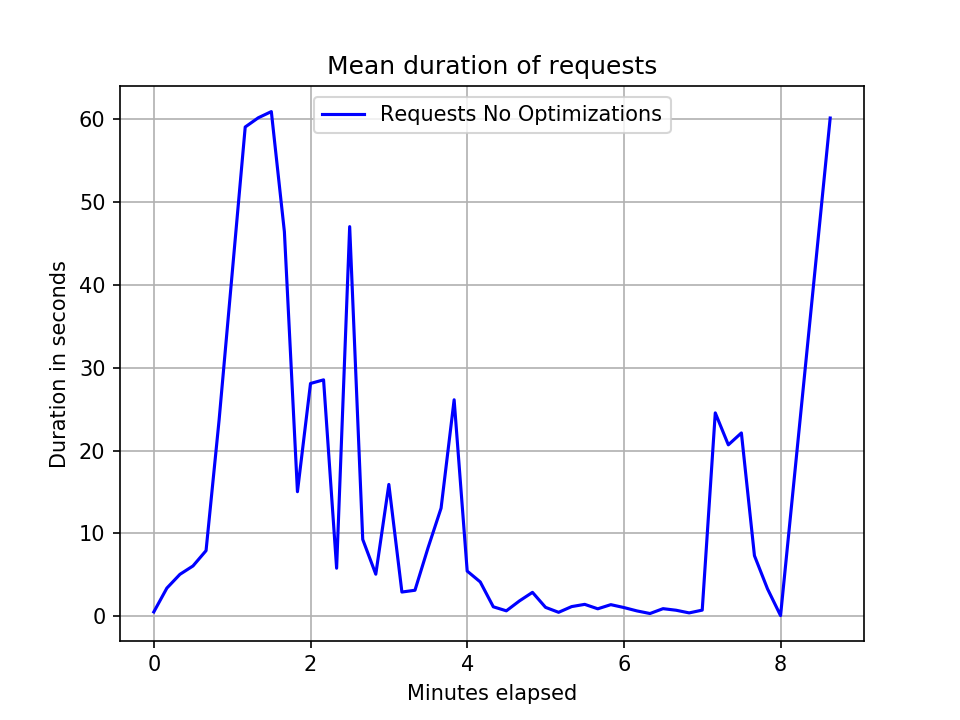 Mean duration of requests
Requests No Optimizations
60
50
40
30
20
10
0
Duration in seconds
0 2 4 6 8
Minutes elapsed